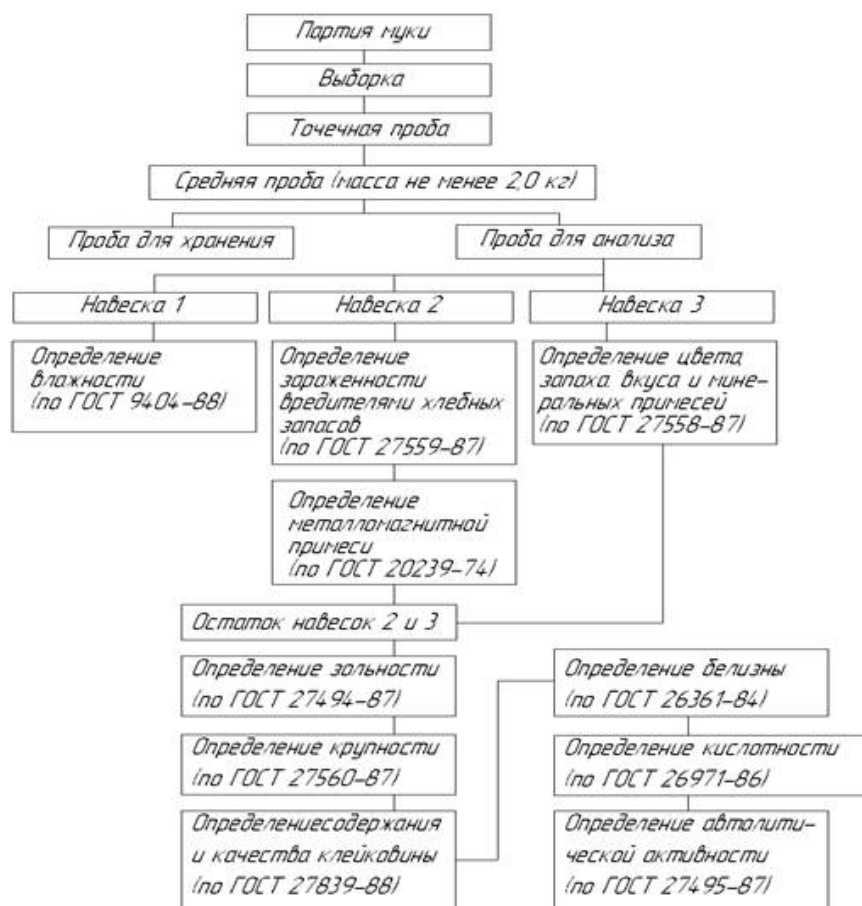 Партия муки
Выборка
Точечная проба
Средняя проба (масса не менее 2,0 кг)
Проба для хранения
Проба для анализа
Навеска 1
Навеска 2
Навеска 3
Определение
влажности
(по ГОСТ 9404-88)
Определение
зараженности
вредителями хлебных
запасов
(по ГОСТ 27559-87)
Определение цвета,
запаха. вкуса и мине-
ральных примесей
(по ГОСТ 27558-87)
Определение
металломагнитной
примеси
(по ГОСТ 20239-74)
Остаток навесок 2 и 3
Определение зольности
(по ГОСТ 27494-87)
Определение крупности
(по ГОСТ 27560-87)
Определениесодержания
и качества клейковины
(по ГОСТ 27839-88)
Определение белизны
(по ГОСТ 26361-84)
Определение кислотности
(по ГОСТ 26971-86)
Определение автолити-
ческой активности
(по ГОСТ 27495-87)